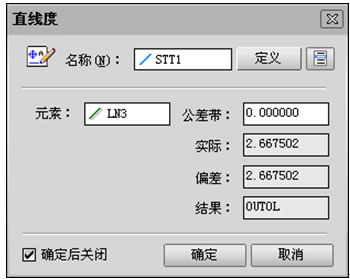 直线度
名称(N)： STT1 定义
元素： LN3 公差带： 0.000000
实际： 2.667502
偏差： 2.667502
结果： OUTOL
确定后关闭 确定 取消